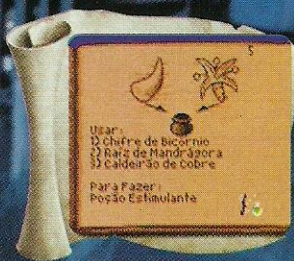 5
Usar:
1) Chifre de Bicórnio
2) Raiz de Mandrágora
3) Caldeirão de Cobre
Para Fazer:
Poção Estimulante